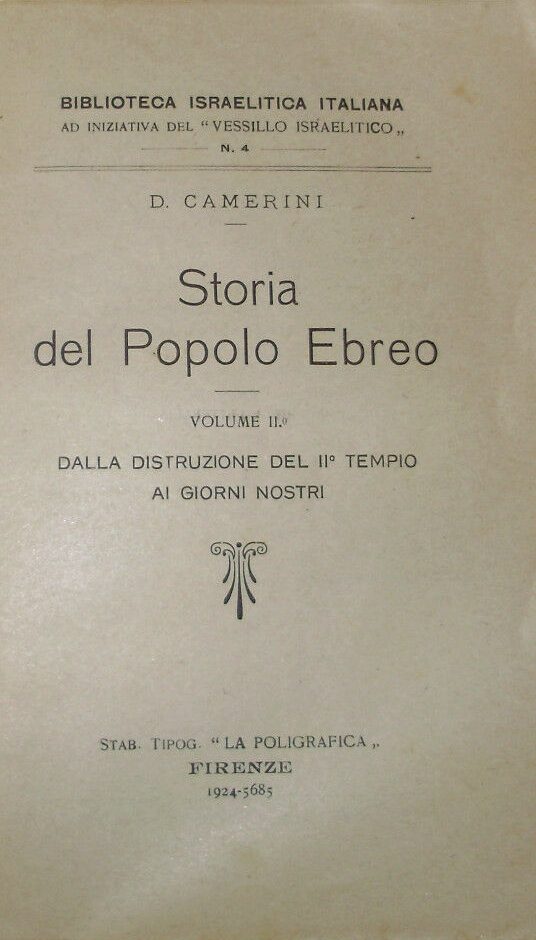 BIBLIOTECA ISRAELITICA ITALIANA
AD INIZIATIVA DEL “VESSILLO ISRAELITICO„
N. 4
D. CAMERINI
Storia
del Popolo Ebreo
VOLUME II.º
DALLA DISTRUZIONE DEL IIº TEMPIO
AI GIORNI NOSTRI
STAB. TIPOG. “LA POLIGRAFICA„
FIRENZE
1924-5685